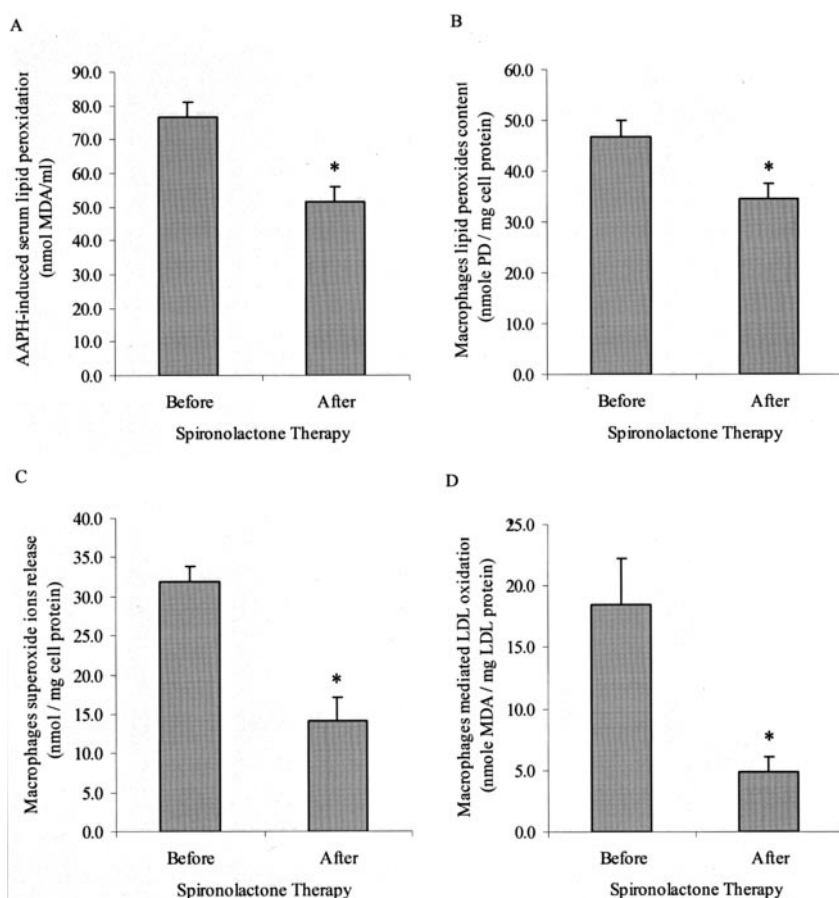 A
AAPH-induced serum lipid peroxidation
(nmol MDA/ml)
90.0
80.0
70.0
60.0
50.0
40.0
30.0
20.0
10.0
0.0
*
Before
After
Spironolactone Therapy
B
Macrophages lipid peroxides content
(nmole PD / mg cell protein)
60.0
50.0
40.0
30.0
20.0
10.0
0.0
*
Before
After
Spironolactone Therapy
C
Macrophages superoxide ions release
(nmol / mg cell protein)
40.0
35.0
30.0
25.0
20.0
15.0
10.0
5.0
0.0
*
Before
After
Spironolactone Therapy
D
Macrophages mediated LDL oxidation
(nmole MDA / mg LDL protein)
25.0
20.0
15.0
10.0
5.0
0.0
*
Before
After
Spironolactone Therapy